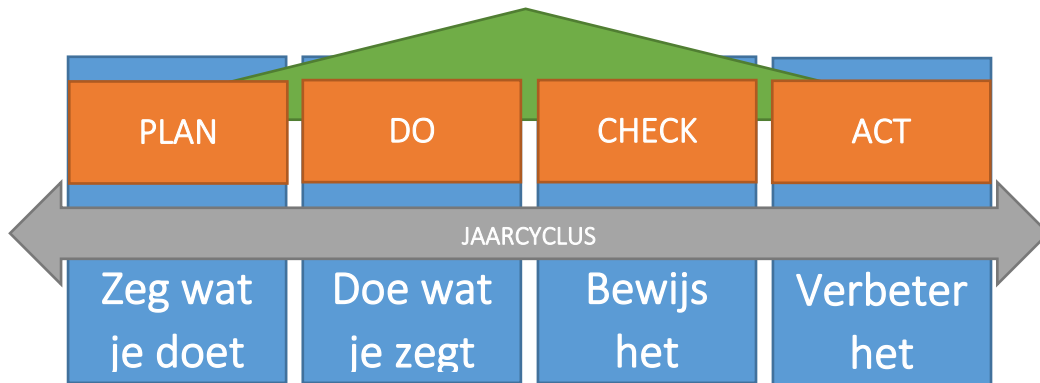 PLAN
DO
CHECK
ACT
JAARCYCLUS
Zeg wat
je doet
Doe wat
je zegt
Bewijs
het
Verbeter
het